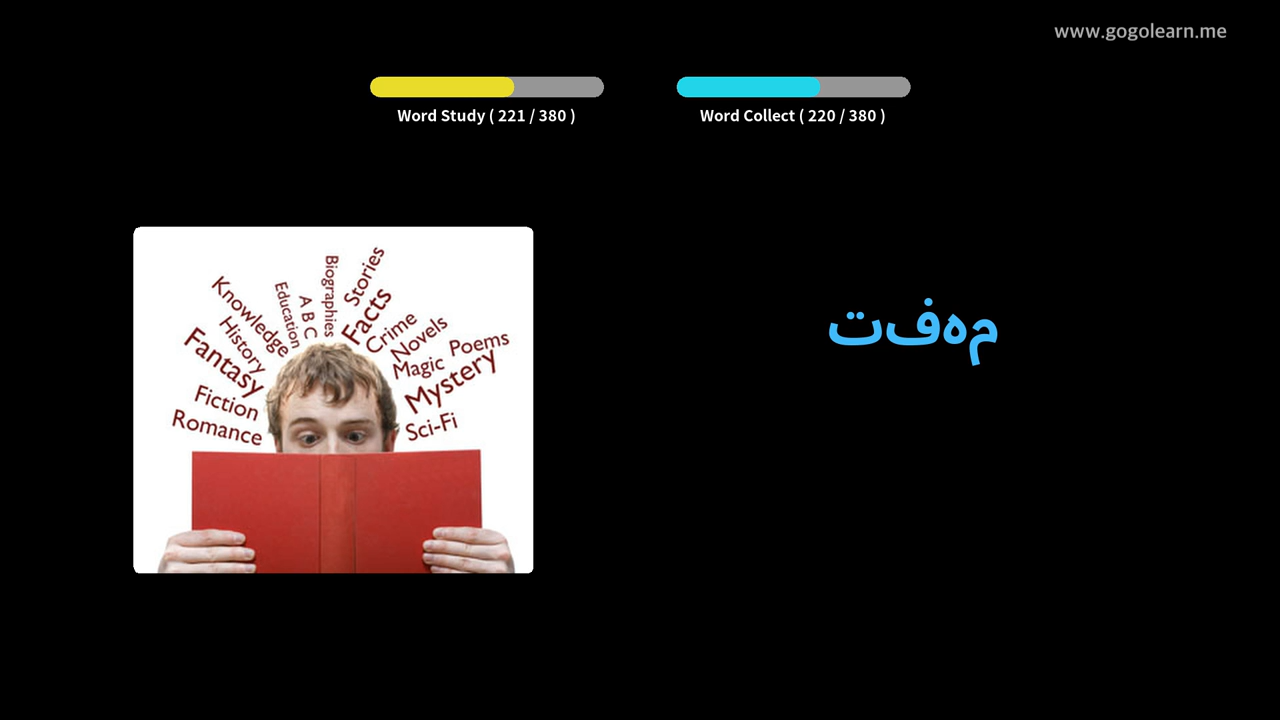 www.gogolearn.me
Word Study ( 221 / 380 )
Word Collect ( 220 / 380 )
Biographies
Stories
Education
A B C
Facts
Knowledge
Crime
History
Novels
Poems
Fantasy
Magic
Mystery
Fiction
Romance
Sci-Fi
مهفت